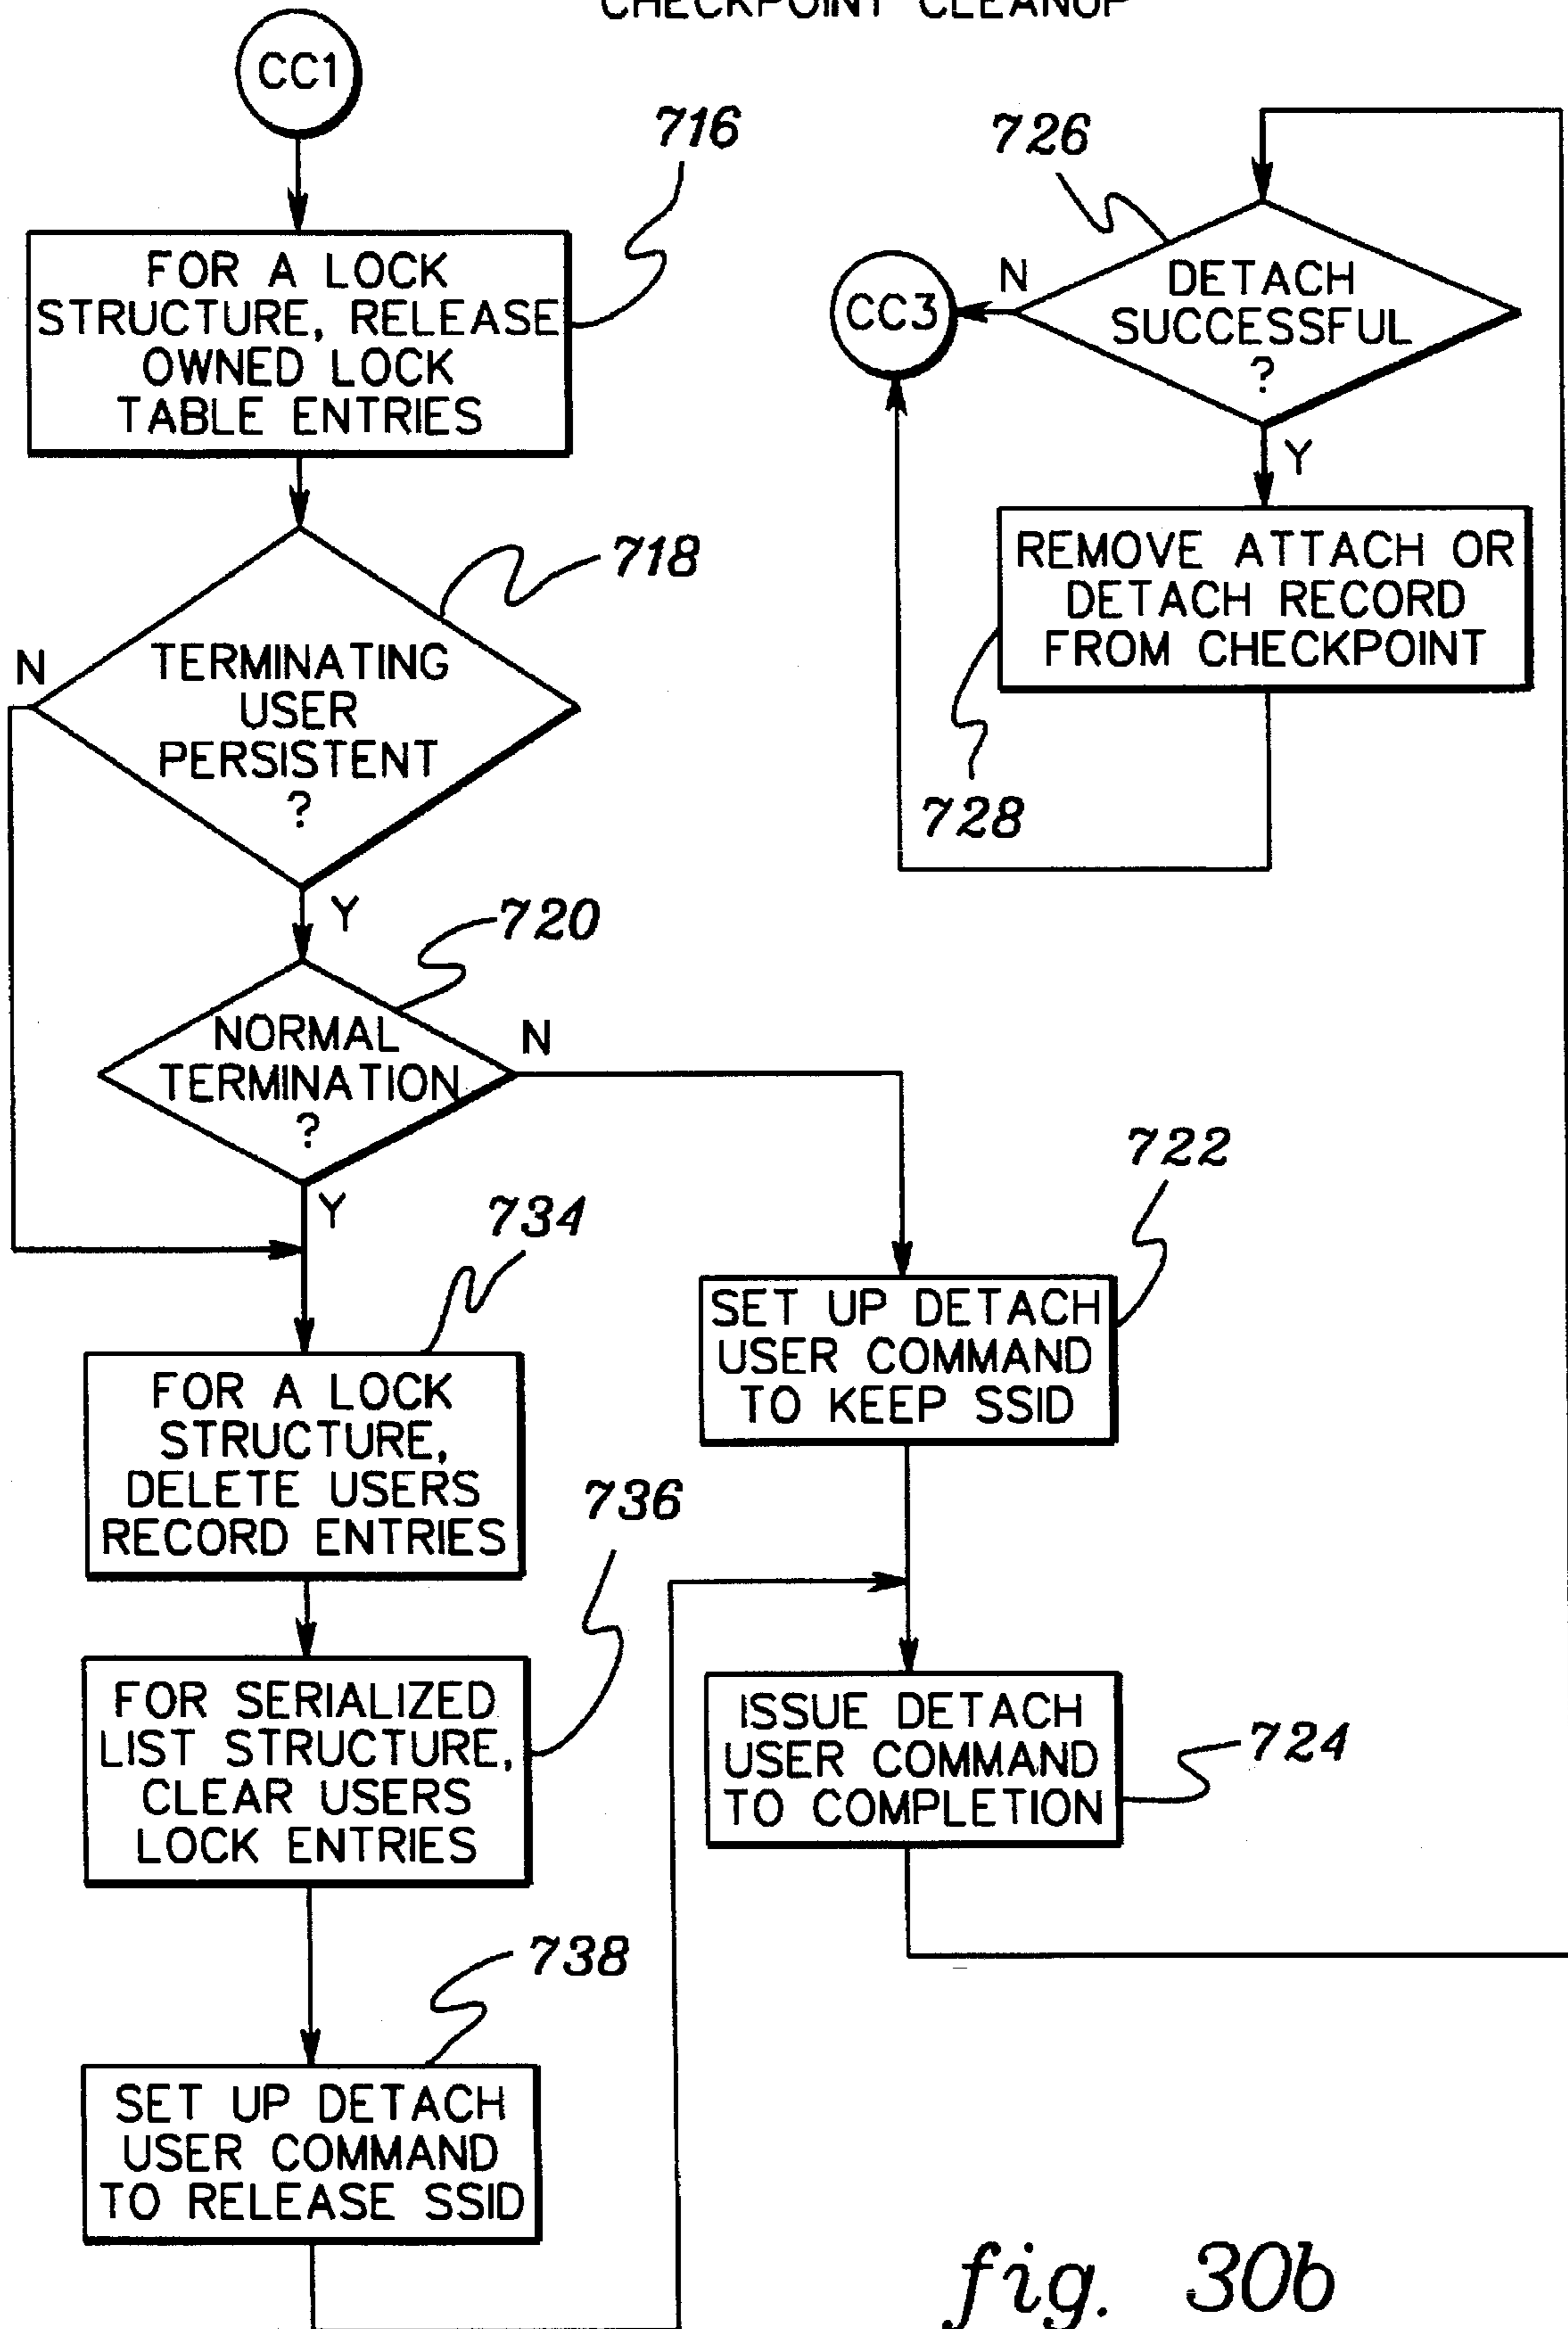 CHECKPOINT CLEANUP
CC1
716
FOR A LOCK
STRUCTURE, RELEASE
OWNED LOCK
TABLE ENTRIES
718
N
TERMINATING
USER
PERSISTENT
?
Y
720
NORMAL
TERMINATION
?
N
Y
734
FOR A LOCK
STRUCTURE,
DELETE USERS
RECORD ENTRIES
736
FOR SERIALIZED
LIST STRUCTURE,
CLEAR USERS
LOCK ENTRIES
738
SET UP DETACH
USER COMMAND
TO RELEASE SSID
722
SET UP DETACH
USER COMMAND
TO KEEP SSID
ISSUE DETACH
USER COMMAND
TO COMPLETION
724
726
DETACH
SUCCESSFUL
?
N
CC3
Y
REMOVE ATTACH OR
DETACH RECORD
FROM CHECKPOINT
728
fig. 30b